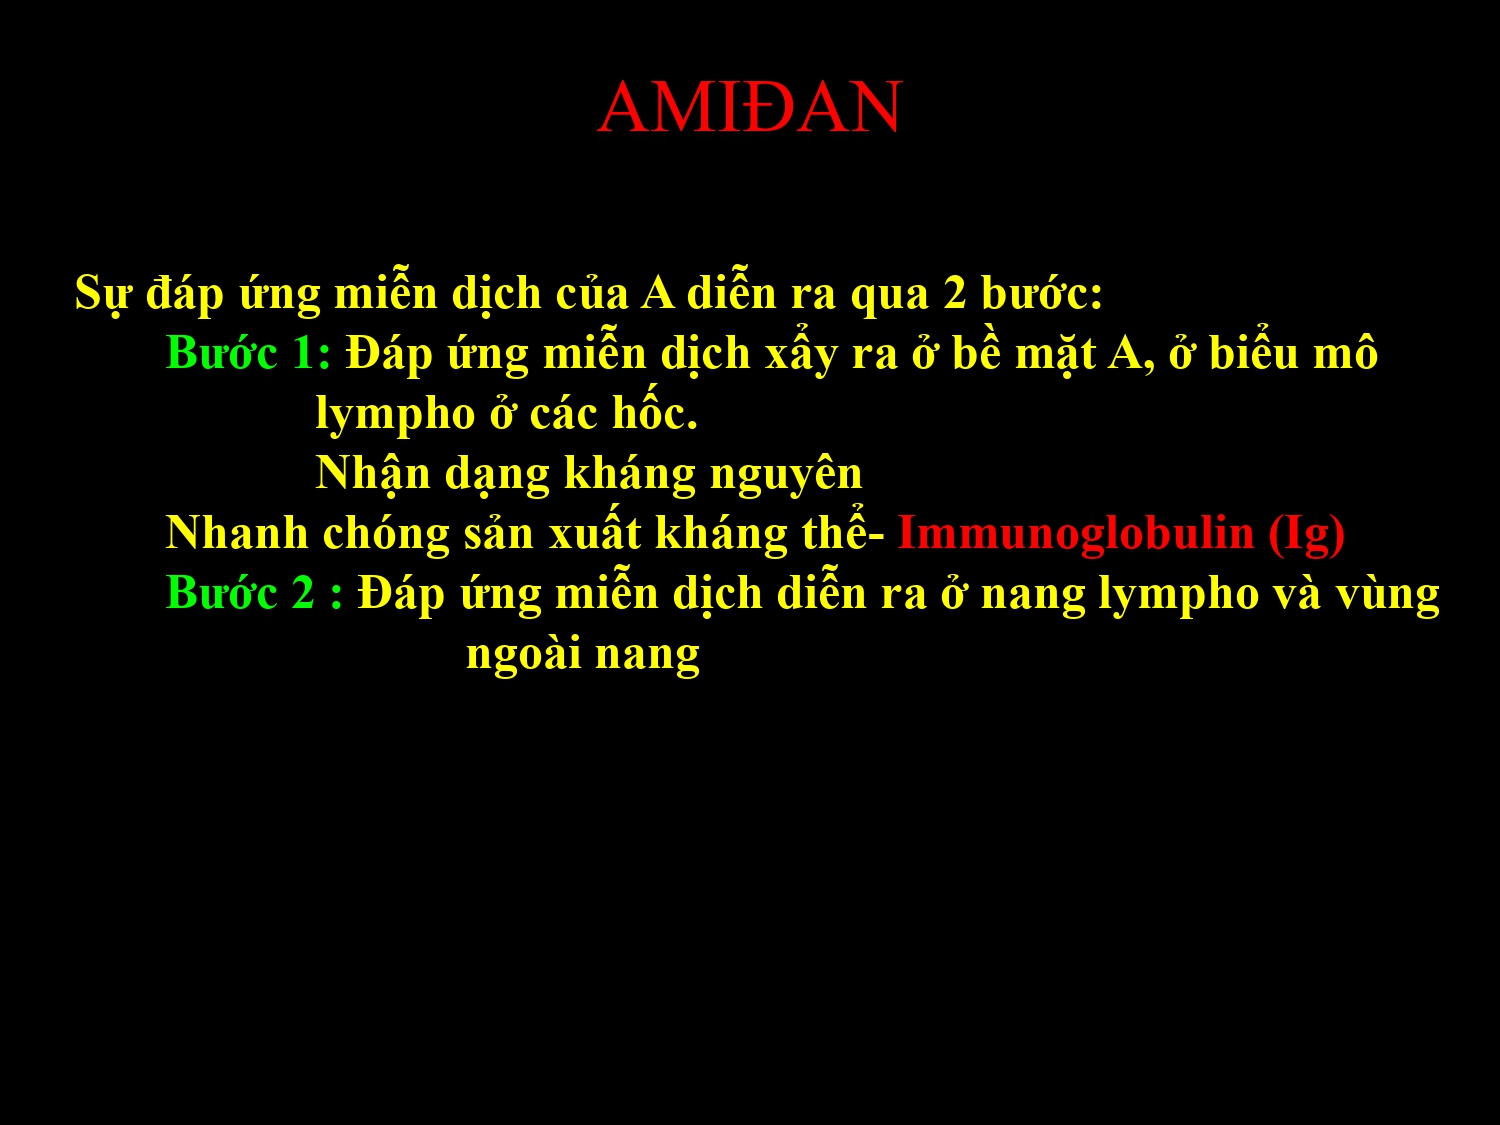 AMIĐAN
Sự đáp ứng miễn dịch của A diễn ra qua 2 bước:
Bước 1: Đáp ứng miễn dịch xẩy ra ở bề mặt A, ở biểu mô
lympho ở các hốc.
Nhận dạng kháng nguyên
Nhanh chóng sản xuất kháng thể- Immunoglobulin (Ig)
Bước 2 : Đáp ứng miễn dịch diễn ra ở nang lympho và vùng
ngoài nang